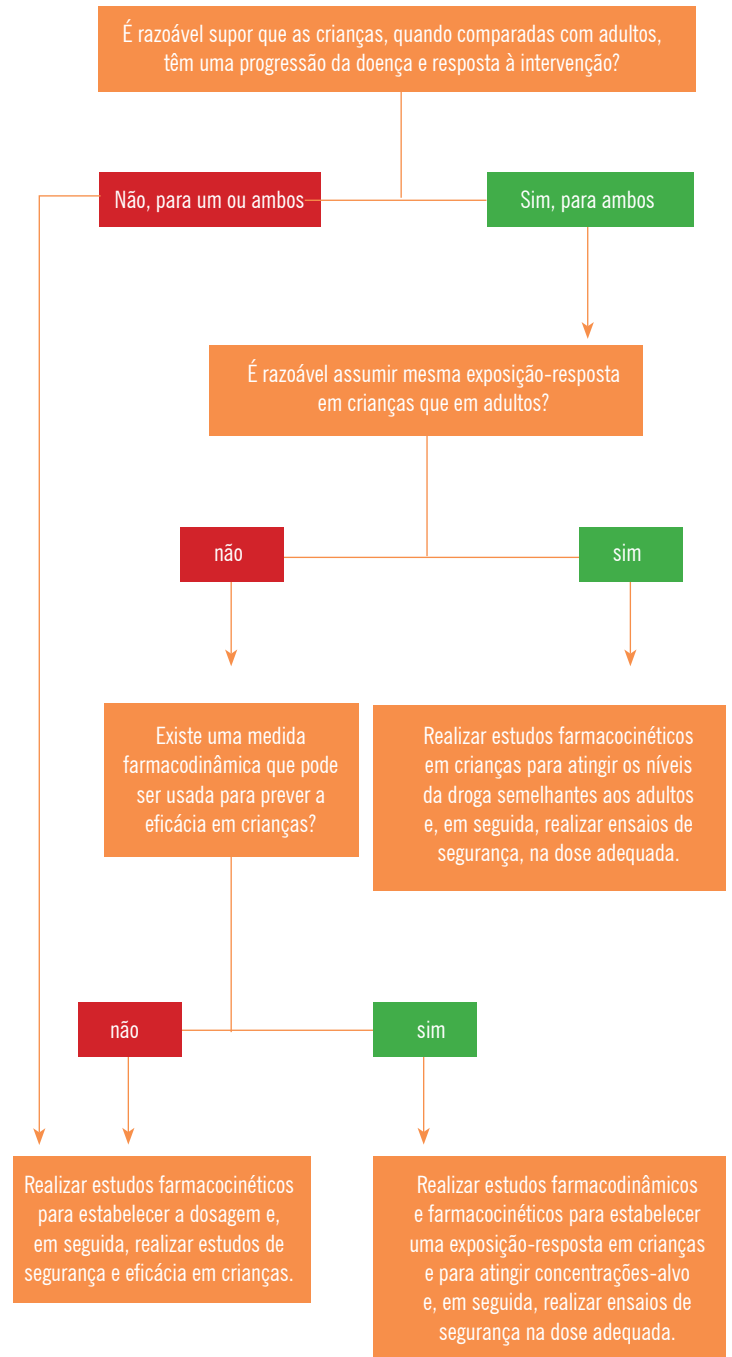 É razoável supor que as crianças, quando comparadas com adultos,
têm uma progressão da doença e resposta à intervenção?
Não, para um ou ambos
Sim, para ambos
É razoável assumir mesma exposição-resposta
em crianças que em adultos?
não
sim
Existe uma medida
farmacodinâmica que pode
ser usada para prever a
eficácia em crianças?
Realizar estudos farmacocinéticos
em crianças para atingir os níveis
da droga semelhantes aos adultos
e, em seguida, realizar ensaios de
segurança, na dose adequada.
não
sim
Realizar estudos farmacocinéticos
para estabelecer a dosagem e,
em seguida, realizar estudos de
segurança e eficácia em crianças.
Realizar estudos farmacodinâmicos
e farmacocinéticos para estabelecer
uma exposição-resposta em crianças
e para atingir concentrações-alvo
e, em seguida, realizar ensaios de
segurança na dose adequada.